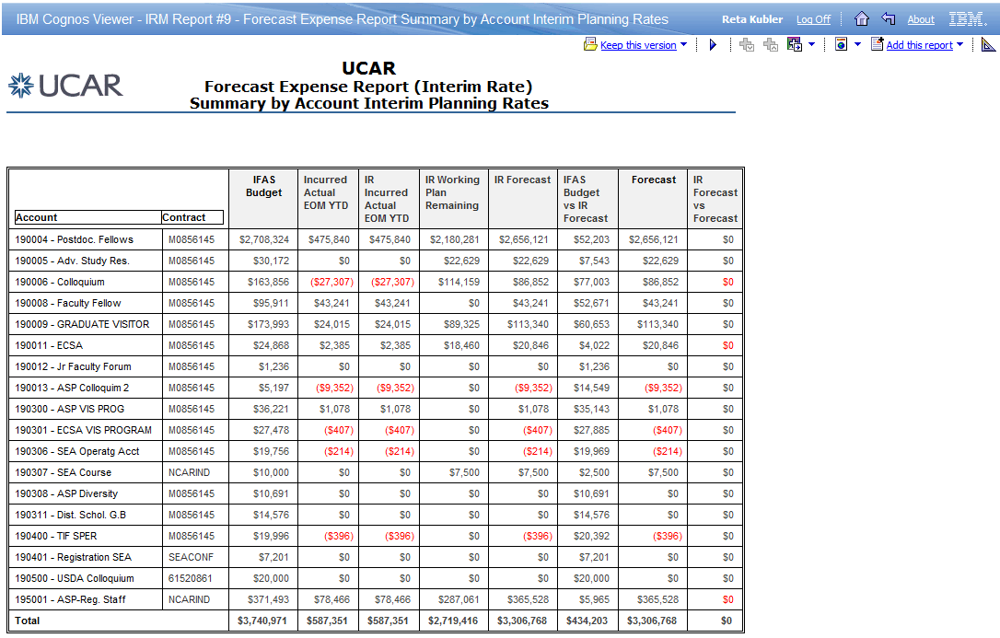 IBM Cognos Viewer - IRM Report #9 - Forecast Expense Report Summary by Account Interim Planning Rates Reta Kubler Log Off About IBM.
Keep this version Add this report
UCAR
UCAR
Forecast Expense Report (Interim Rate)
Summary by Account Interim Planning Rates
Account Contract IFAS Budget Incurred Actual EOM YTD IR Incurred Actual EOM YTD IR Working Plan Remaining IR Forecast IFAS Budget vs IR Forecast Forecast IR Forecast vs Forecast
190004 - Postdoc. Fellows M0856145 $2,708,324 $475,840 $475,840 $2,180,281 $2,656,121 $52,203 $2,656,121 $0
190005 - Adv. Study Res. M0856145 $30,172 $0 $0 $22,629 $22,629 $7,543 $22,629 $0
190006 - Colloquium M0856145 $163,856 ($27,307) ($27,307) $114,159 $86,852 $77,003 $86,852 $0
190008 - Faculty Fellow M0856145 $95,911 $43,241 $43,241 $0 $43,241 $52,671 $43,241 $0
190009 - GRADUATE VISITOR M0856145 $173,993 $24,015 $24,015 $89,325 $113,340 $60,653 $113,340 $0
190011 - ECSA M0856145 $24,868 $2,385 $2,385 $18,460 $20,846 $4,022 $20,846 $0
190012 - Jr Faculty Forum M0856145 $1,236 $0 $0 $0 $0 $1,236 $0 $0
190013 - ASP Colloquim 2 M0856145 $5,197 ($9,352) ($9,352) $0 ($9,352) $14,549 ($9,352) $0
190300 - ASP VIS PROG M0856145 $36,221 $1,078 $1,078 $0 $1,078 $35,143 $1,078 $0
190301 - ECSA VIS PROGRAM M0856145 $27,478 ($407) ($407) $0 ($407) $27,885 ($407) $0
190306 - SEA Operatg Acct M0856145 $19,756 ($214) ($214) $0 ($214) $19,969 ($214) $0
190307 - SEA Course NCARIND $10,000 $0 $0 $7,500 $7,500 $2,500 $7,500 $0
190308 - ASP Diversity M0856145 $10,691 $0 $0 $0 $0 $10,691 $0 $0
190311 - Dist. Schol. G.B M0856145 $14,576 $0 $0 $0 $0 $14,576 $0 $0
190400 - TIF SPER M0856145 $19,996 ($396) ($396) $0 ($396) $20,392 ($396) $0
190401 - Registration SEA SEACONF $7,201 $0 $0 $0 $0 $7,201 $0 $0
190500 - USDA Colloquium 61520861 $20,000 $0 $0 $0 $0 $20,000 $0 $0
195001 - ASP-Reg. Staff NCARIND $371,493 $78,466 $78,466 $287,061 $365,528 $5,965 $365,528 $0
Total $3,740,971 $587,351 $587,351 $2,719,416 $3,306,768 $434,203 $3,306,768 $0